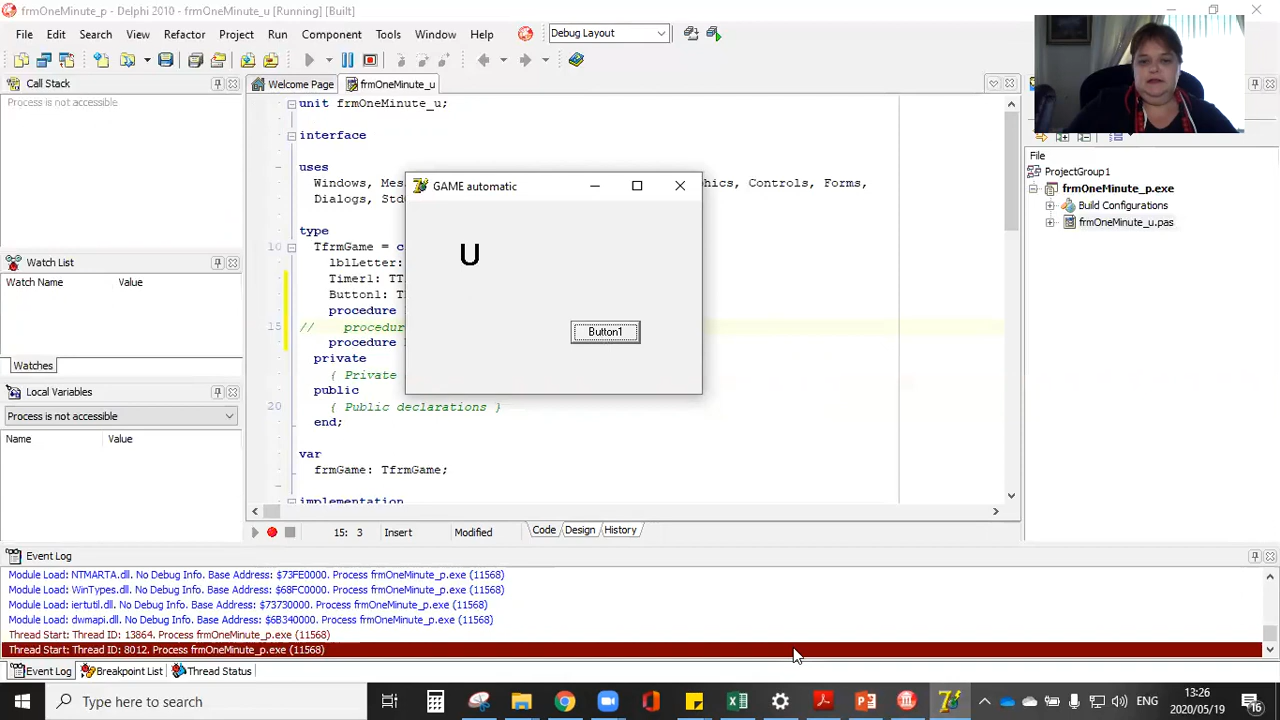 frmOneMinute_p - Delphi 2010 - frmOneMinute_u [Running] [Built]
File Edit Search View Refactor Project Run Component Tools Window Help
Debug Layout
Call Stack
Process is not accessible
Watch List
Watch Name Value
Watches
Local Variables
Process is not accessible
Name Value
Welcome Page frmOneMinute_u
unit frmOneMinute_u;
interface
uses
Windows, Mes hics, Controls, Forms,
Dialogs, Stdc
type
10 TfrmGame = c
lblLetter:
Timer1: TT
Button1: T
procedure
15 // procedur
procedure
private
{ Private
public
20 { Public declarations }
end;
var
frmGame: TfrmGame;
implementation
GAME automatic
U
Button1
15: 3 Insert Modified Code Design History
File
ProjectGroup1
frmOneMinute_p.exe
Build Configurations
frmOneMinute_u.pas
Event Log
Module Load: NTMARTA.dll. No Debug Info. Base Address: $73FE0000. Process frmOneMinute_p.exe (11568)
Module Load: WinTypes.dll. No Debug Info. Base Address: $68FC0000. Process frmOneMinute_p.exe (11568)
Module Load: iertutil.dll. No Debug Info. Base Address: $73730000. Process frmOneMinute_p.exe (11568)
Module Load: dwmapi.dll. No Debug Info. Base Address: $6B340000. Process frmOneMinute_p.exe (11568)
Thread Start: Thread ID: 13864. Process frmOneMinute_p.exe (11568)
Thread Start: Thread ID: 8012. Process frmOneMinute_p.exe (11568)
Event Log Breakpoint List Thread Status
Type here to search
ENG
13:26
2020/05/19
16